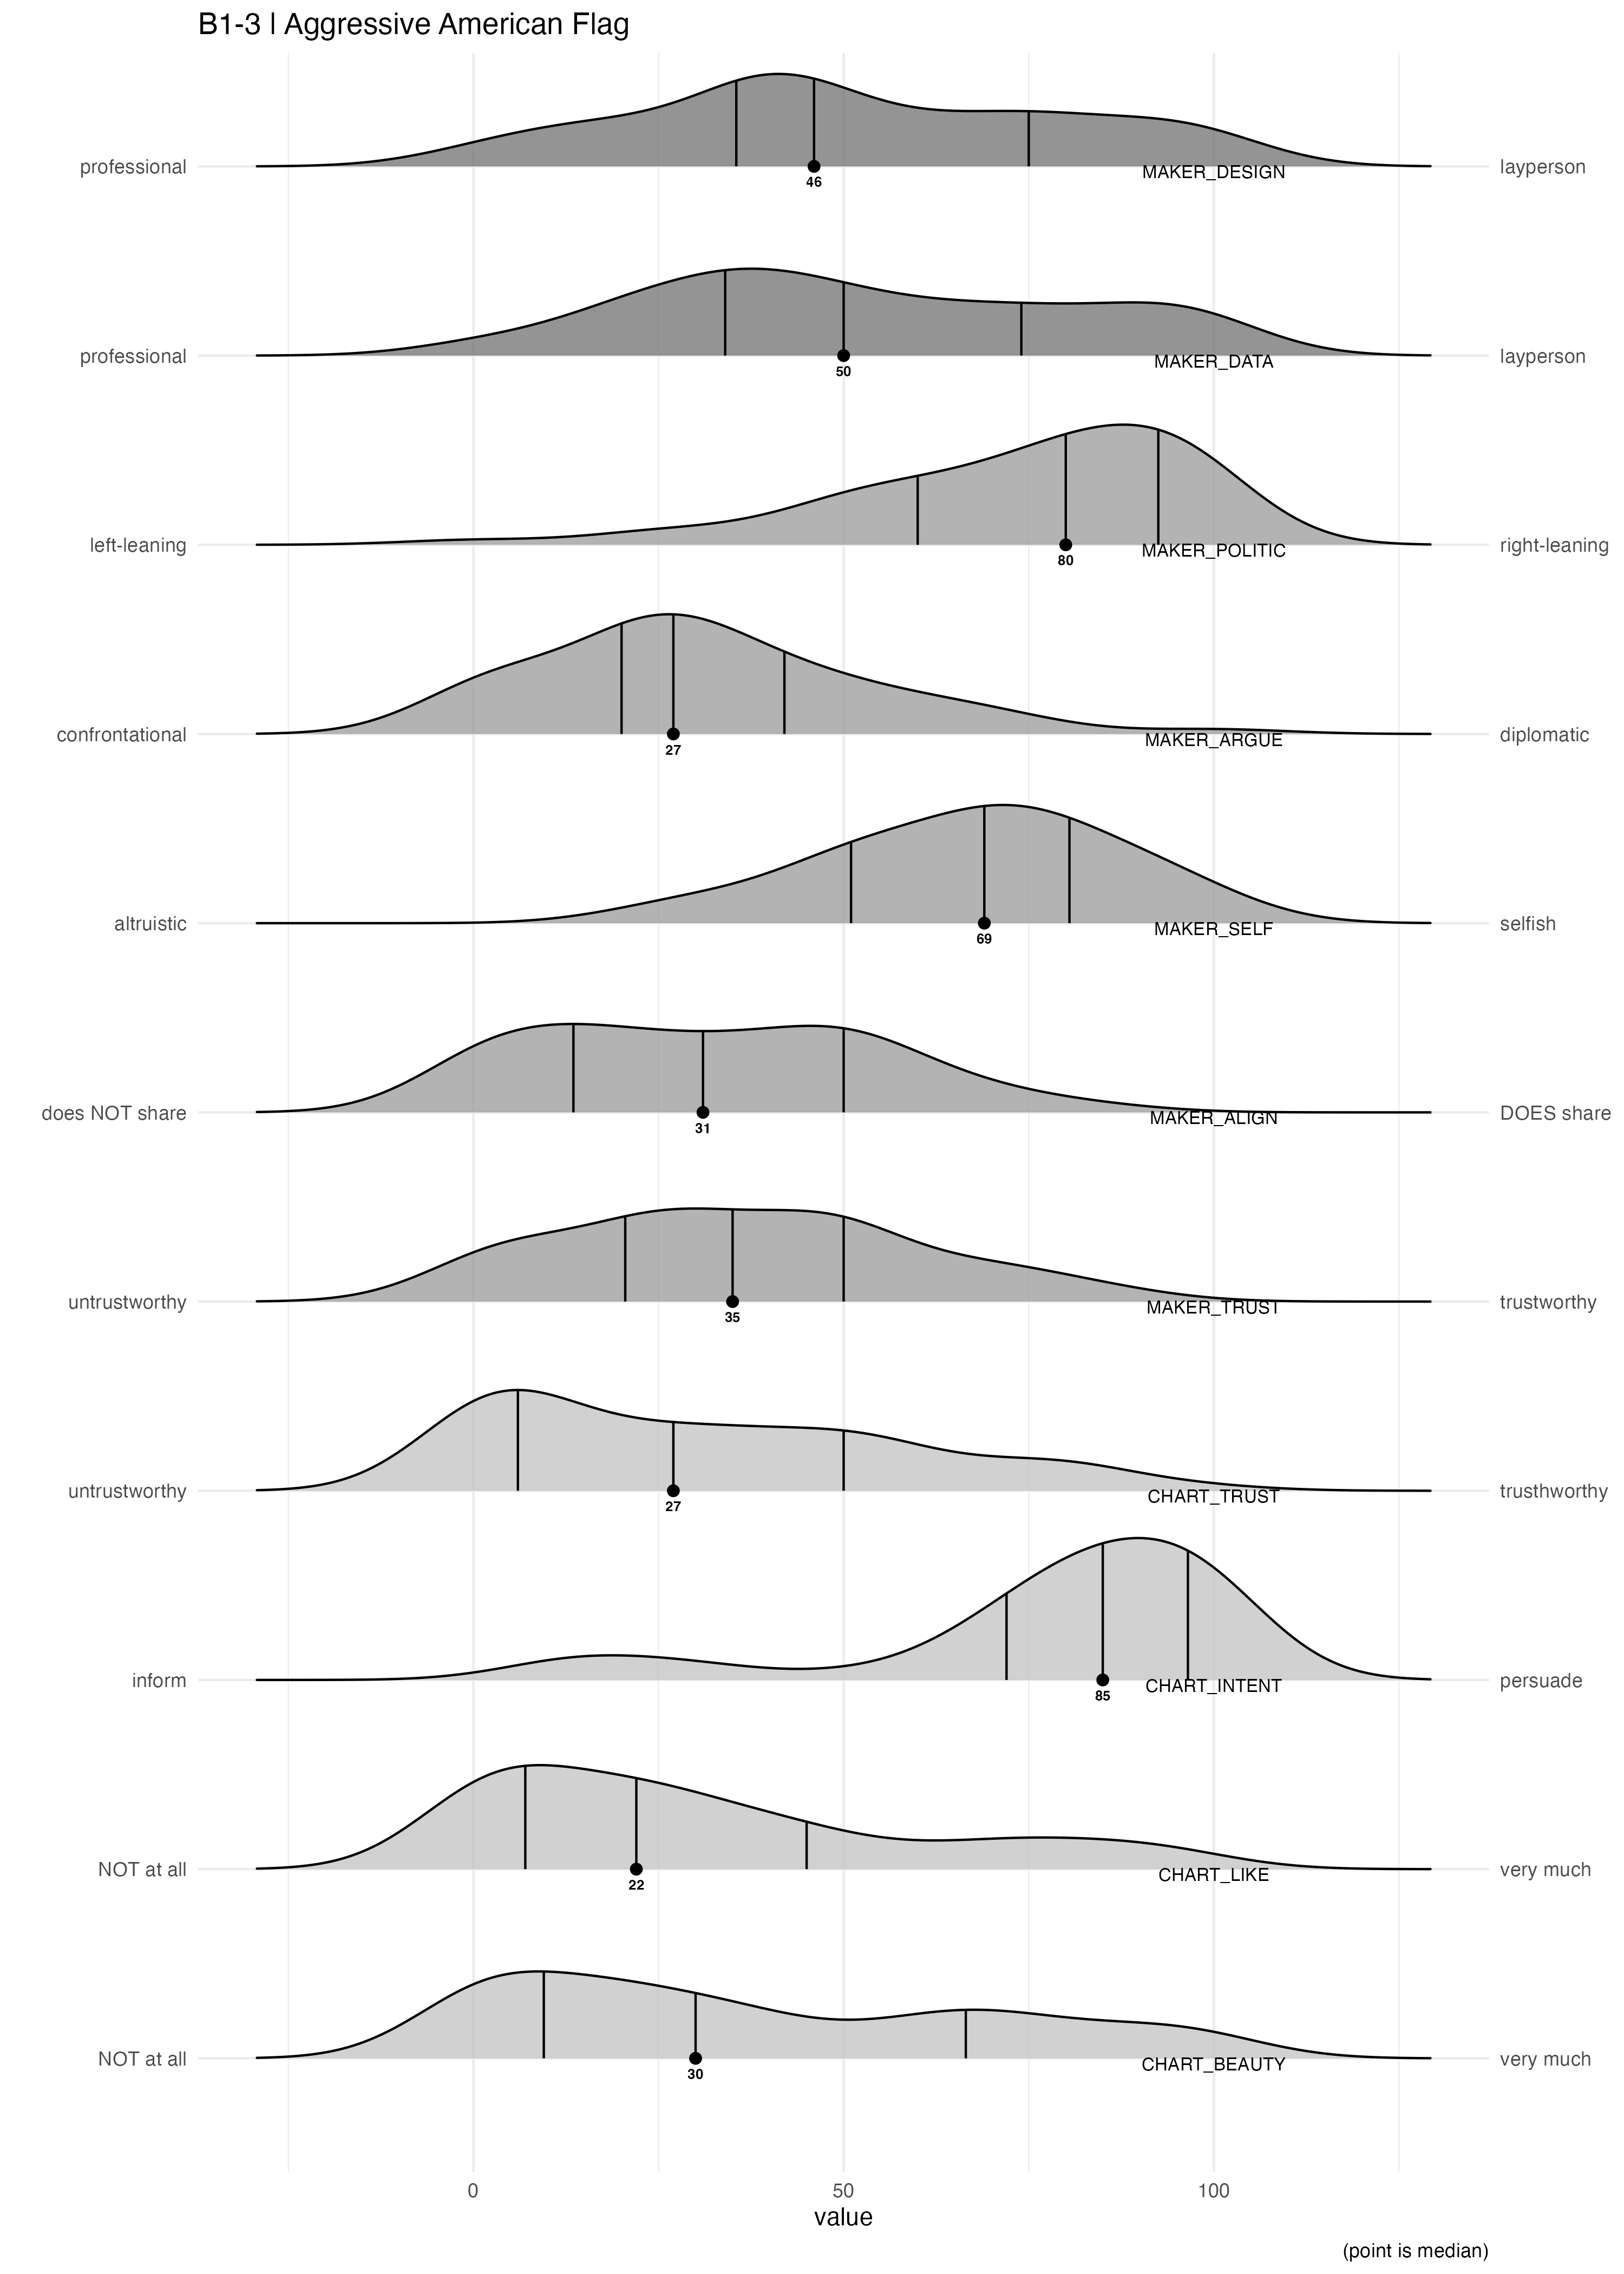 B1-3 | Aggressive American Flag
professional MAKER_DESIGN layperson
46
professional MAKER_DATA layperson
50
left-leaning MAKER_POLITIC right-leaning
80
confrontational MAKER_ARGUE diplomatic
27
altruistic MAKER_SELF selfish
69
does NOT share MAKER_ALIGN DOES share
31
untrustworthy MAKER_TRUST trustworthy
35
untrustworthy CHART_TRUST trusthworthy
27
inform CHART_INTENT persuade
85
NOT at all CHART_LIKE very much
22
NOT at all CHART_BEAUTY very much
30
0 50 100
value
(point is median)